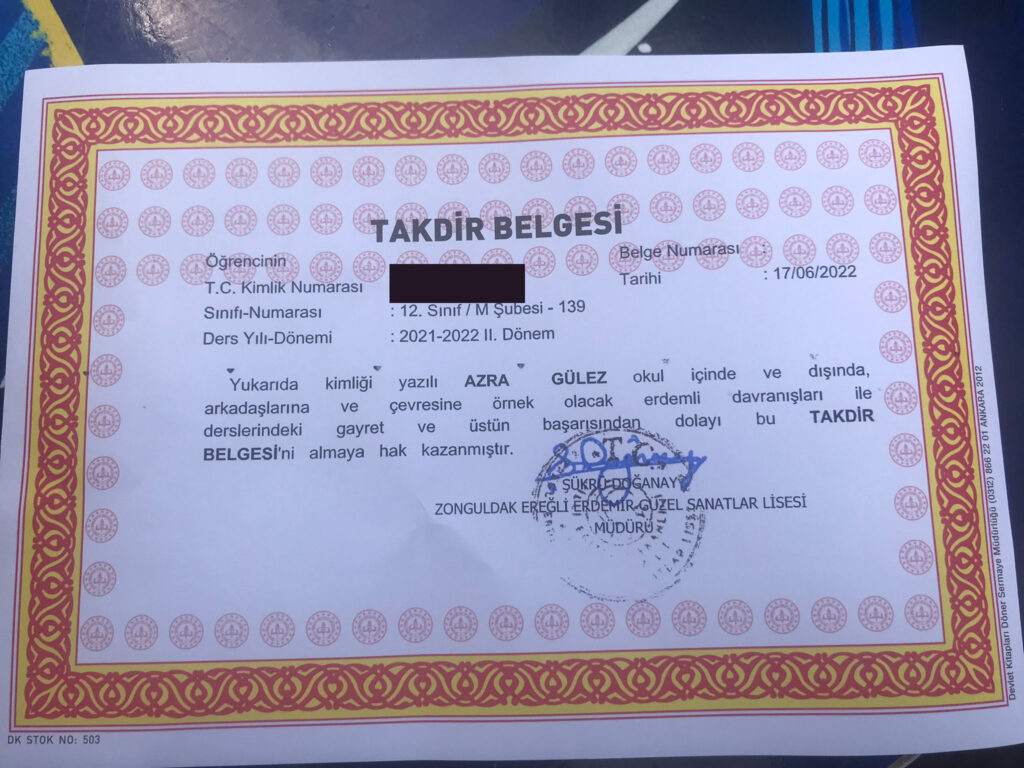 TAKDİR BELGESİ
Öğrencinin
Belge Numarası :
T.C. Kimlik Numarası
Tarihi : 17/06/2022
Sınıfı-Numarası : 12. Sınıf / M Şubesi - 139
Ders Yılı-Dönemi : 2021-2022 II. Dönem
Yukarıda kimliği yazılı AZRA GÜLEZ okul içinde ve dışında,
arkadaşlarına ve çevresine örnek olacak erdemli davranışları ile
derslerindeki gayret ve üstün başarısından dolayı bu TAKDİR
BELGESİ'ni almaya hak kazanmıştır.
T.C.
ŞÜKRÜ DOĞANAY
ZONGULDAK EREĞLİ ERDEMİR GÜZEL SANATLAR LİSESİ
MÜDÜRÜ
Devlet Kitapları Döner Sermaye Müdürlüğü (0312) 866 22 01 ANKARA 2012
DK STOK NO: 503